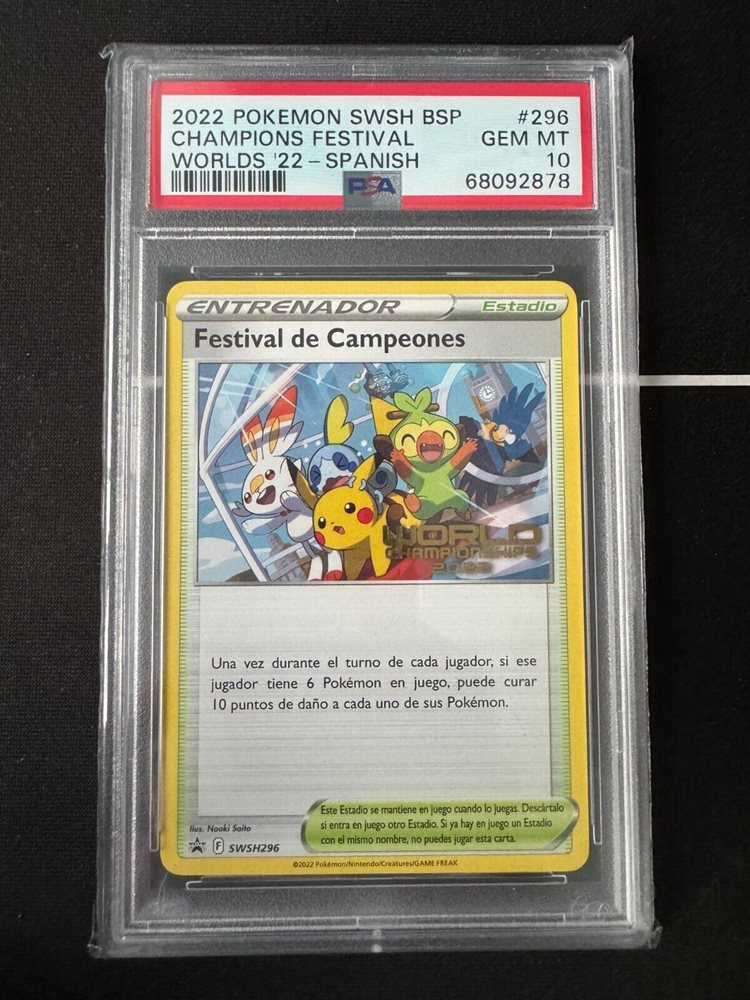 2022 POKEMON SWSH BSP #296
CHAMPIONS FESTIVAL GEM MT
WORLDS '22 – SPANISH 10
PSA 68092878
ENTRENADOR Estadio
Festival de Campeones
WORLD
CHAMPIONSHIPS
2022
Una vez durante el turno de cada jugador, si ese
jugador tiene 6 Pokémon en juego, puede curar
10 puntos de daño a cada uno de sus Pokémon.
Este Estadio se mantiene en juego cuando lo juegas. Descártalo
si entra en juego otro Estadio. Si ya hay en juego un Estadio
con el mismo nombre, no puedes jugar esta carta.
Ilus. Naoki Saito
F SWSH296
©2022 Pokémon/Nintendo/Creatures/GAME FREAK